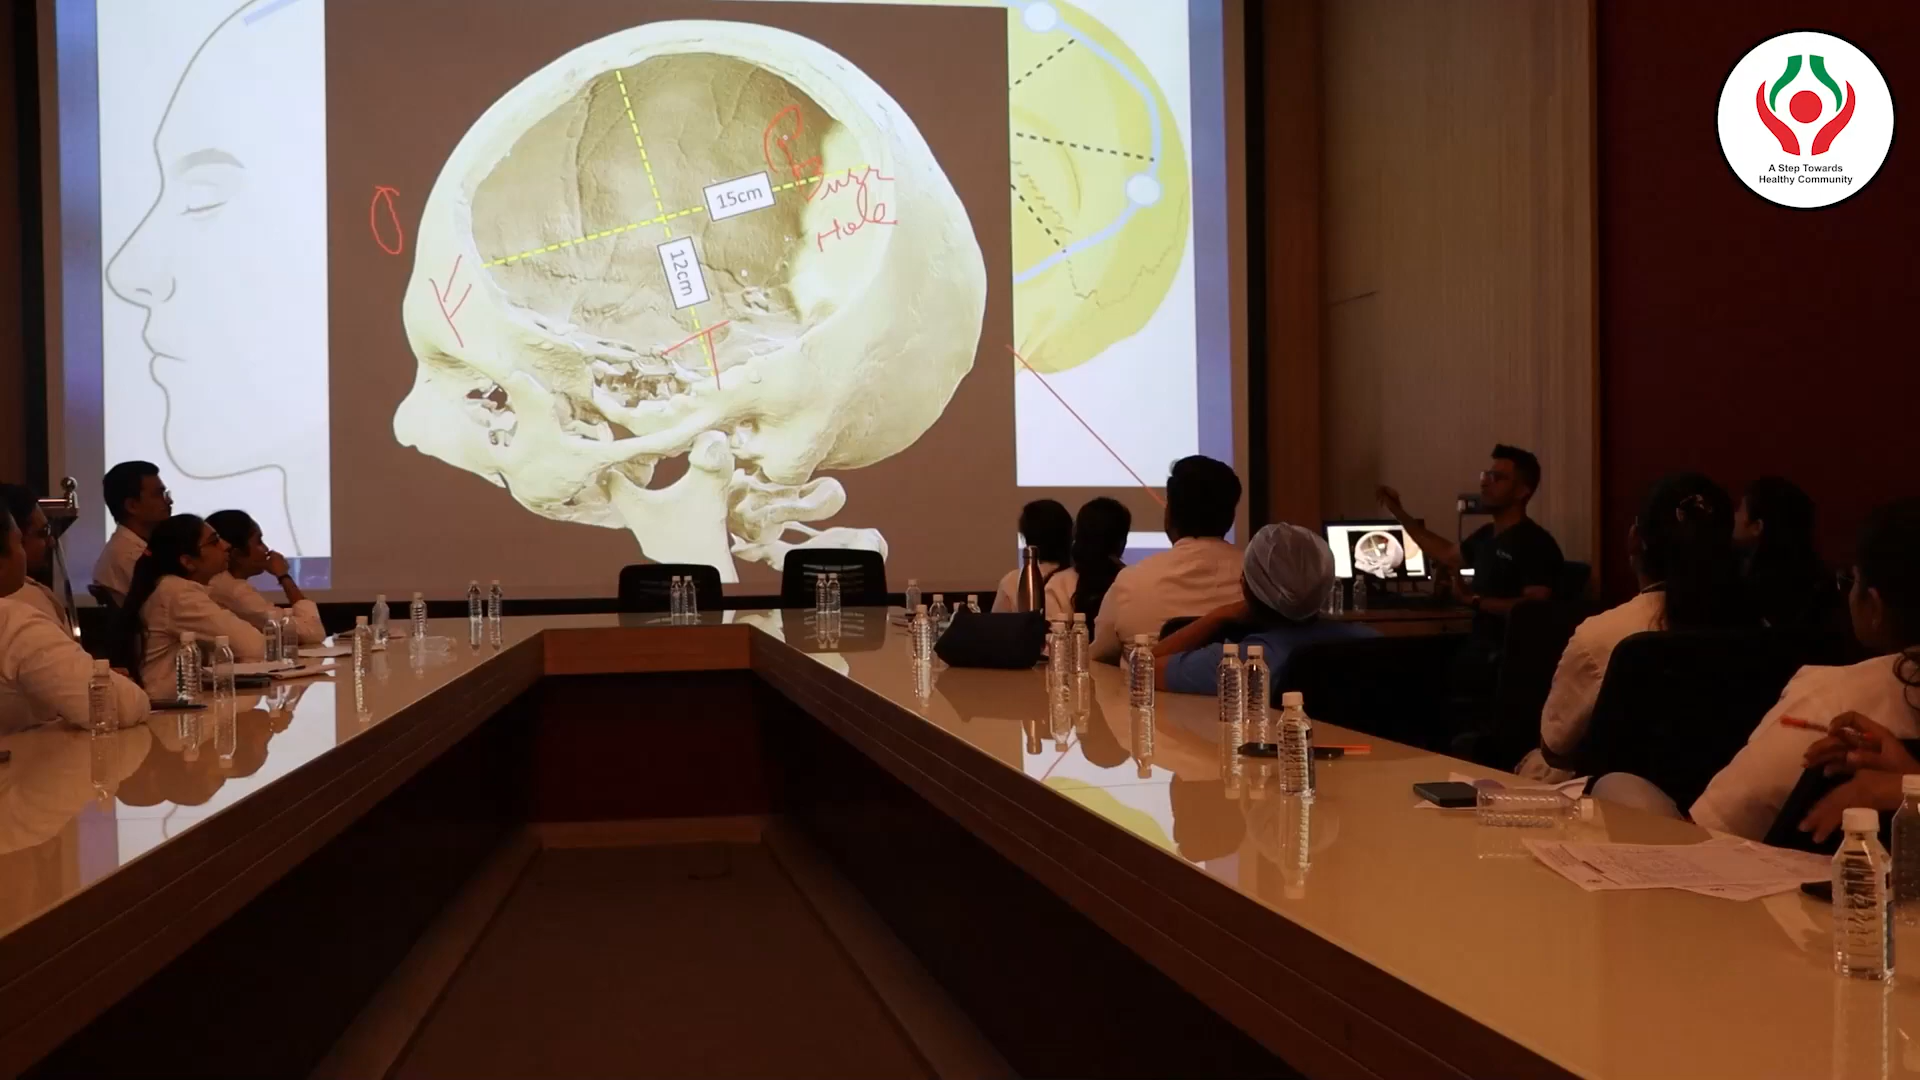 15cm
12cm
Burr
Hole
F
T
A Step Towards
Healthy Community